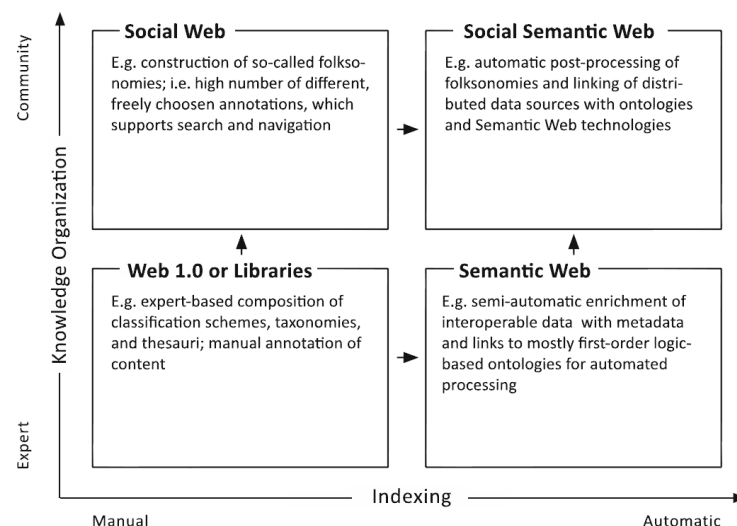 Community
Knowledge Organization
Expert
Social Web
E.g. construction of so-called folkso-
nomies; i.e. high number of different,
freely choosen annotations, which
supports search and navigation
Social Semantic Web
E.g. automatic post-processing of
folksonomies and linking of distri-
buted data sources with ontologies
and Semantic Web technologies
Web 1.0 or Libraries
E.g. expert-based composition of
classification schemes, taxonomies,
and thesauri; manual annotation of
content
Semantic Web
E.g. semi-automatic enrichment of
interoperable data with metadata
and links to mostly first-order logic-
based ontologies for automated
processing
Indexing
Manual
Automatic